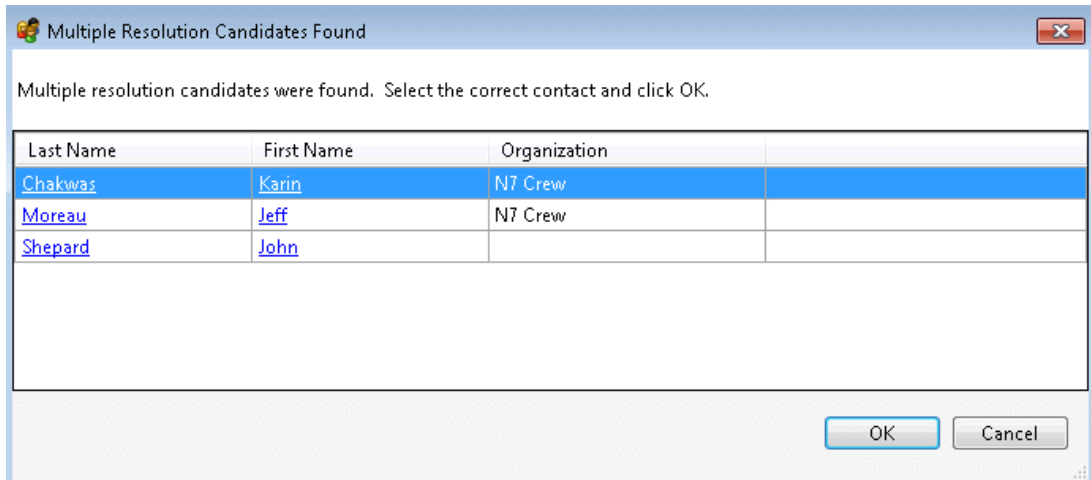 Multiple Resolution Candidates Found
Multiple resolution candidates were found.  Select the correct contact and click OK.
Last Name First Name Organization
Chakwas Karin N7 Crew
Moreau Jeff N7 Crew
Shepard John
OK Cancel